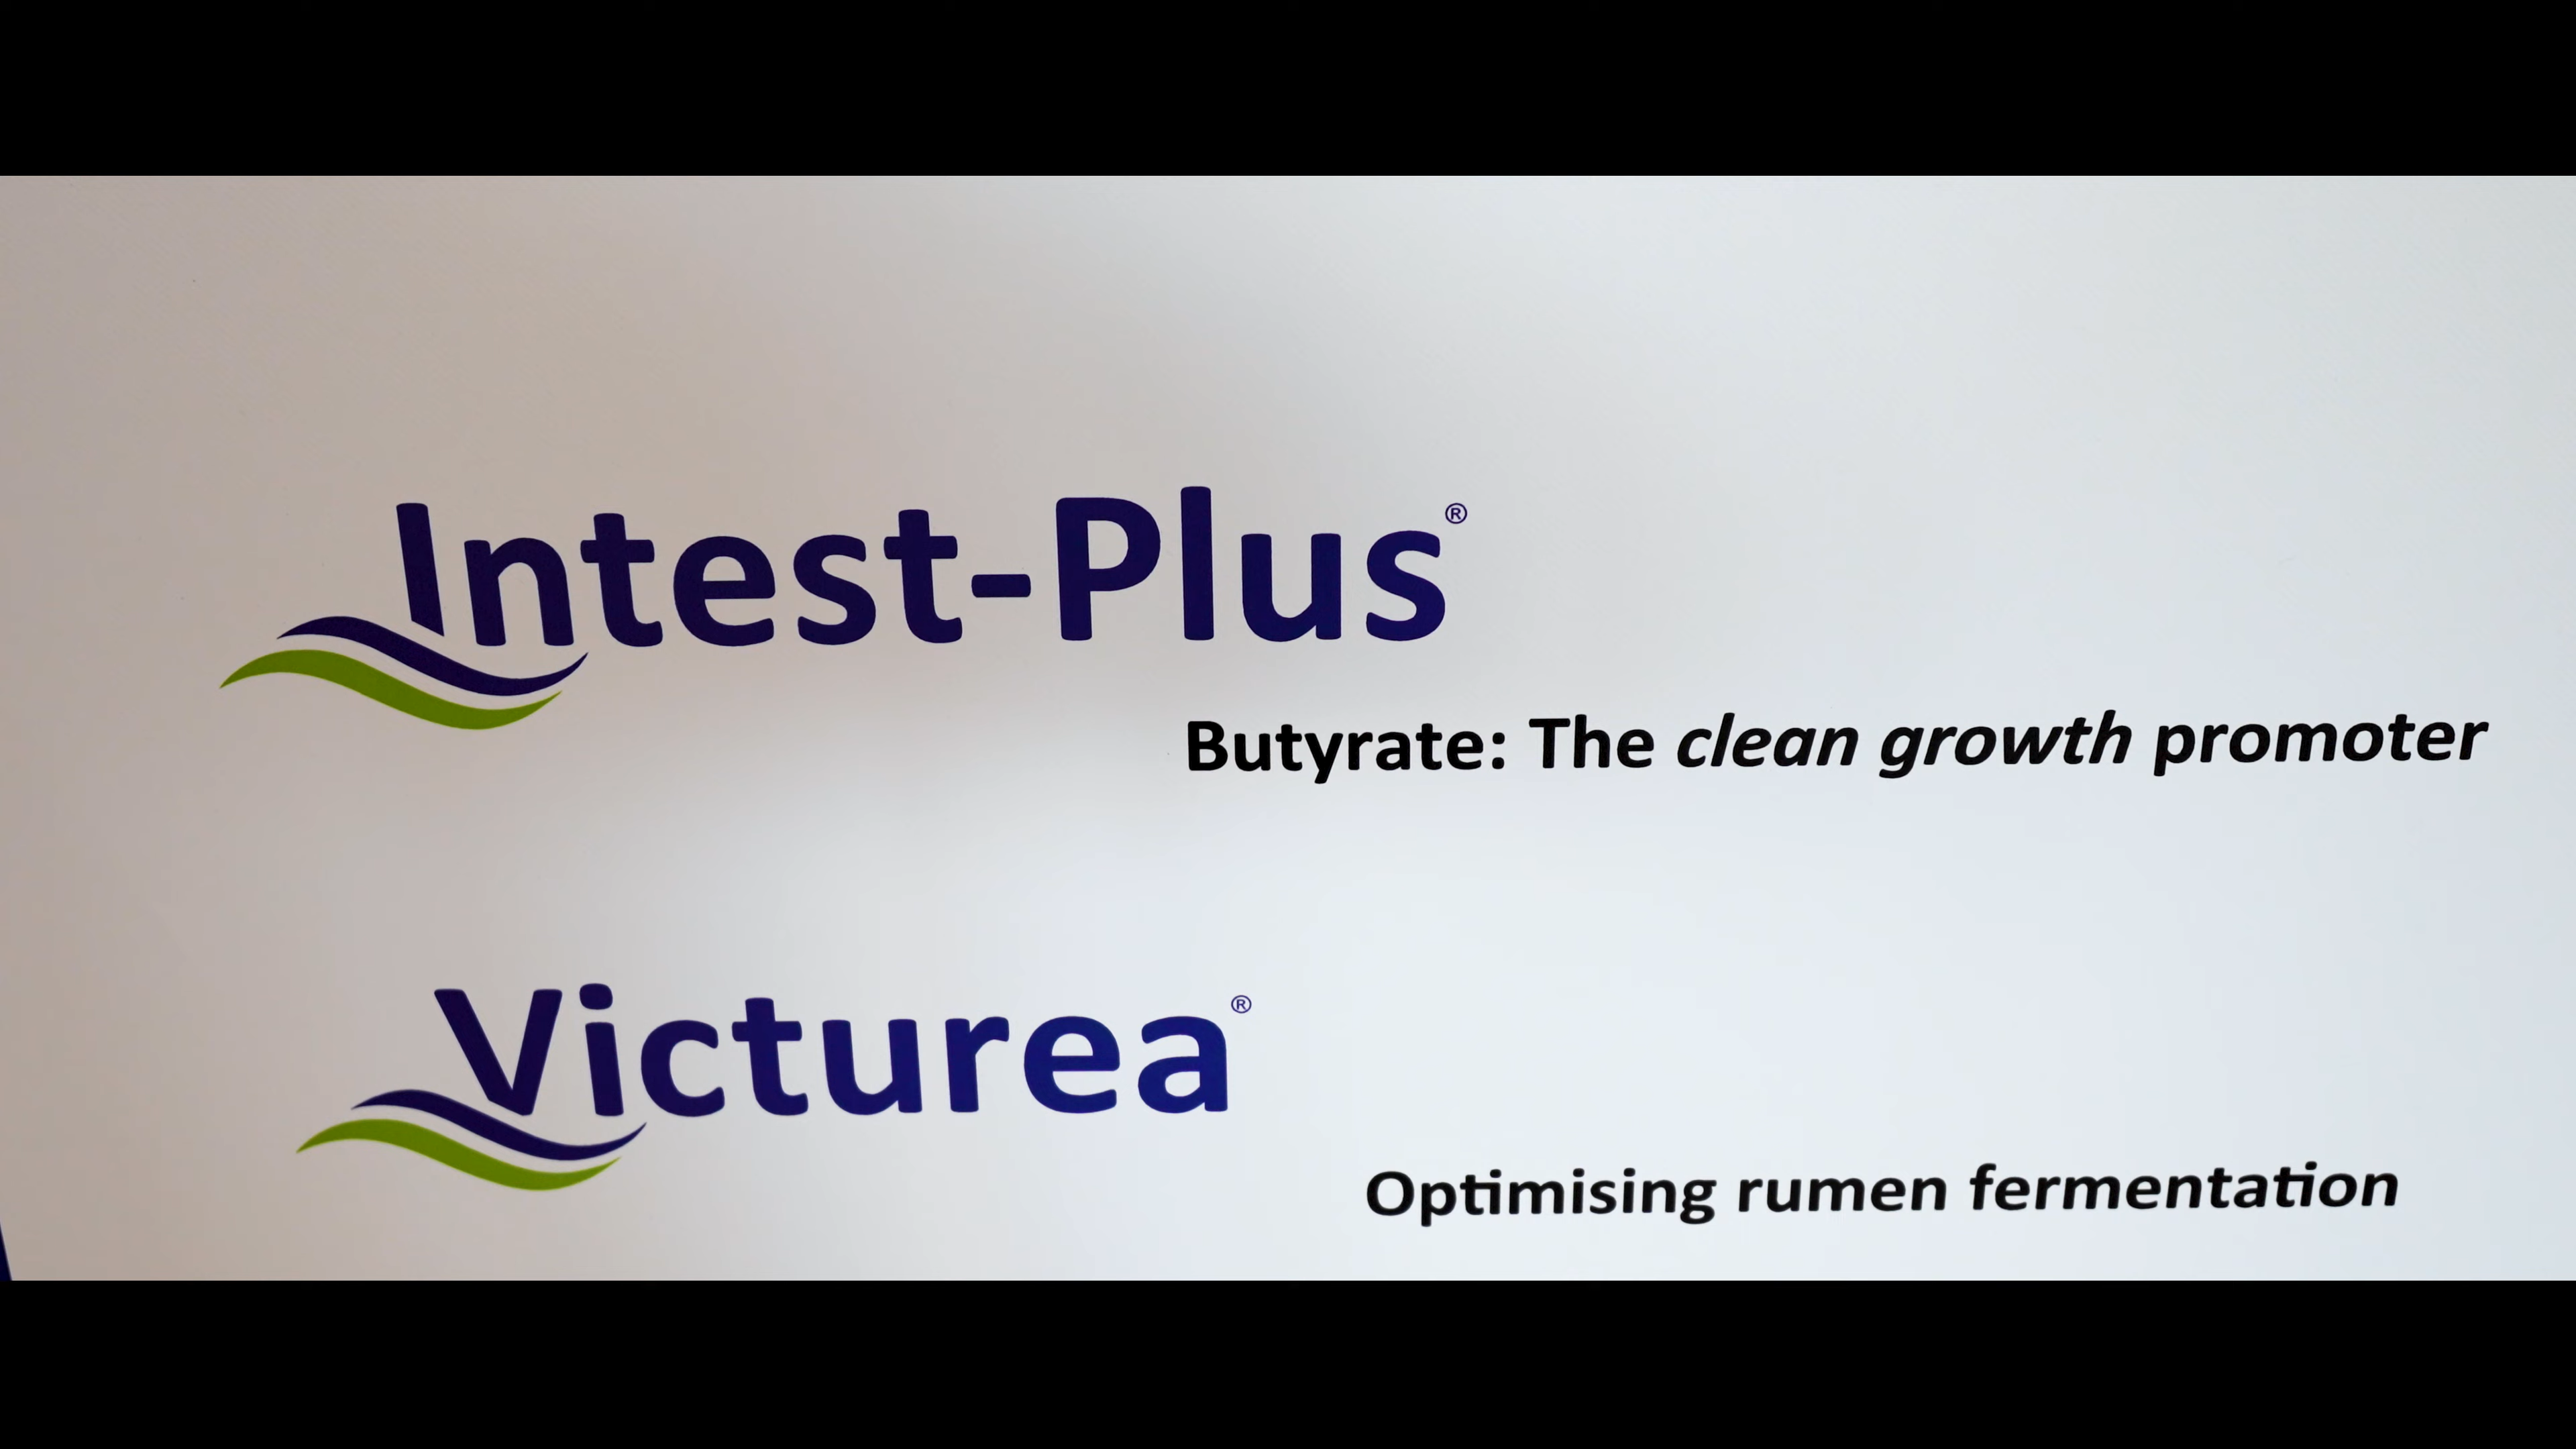 Intest-Plus®
Butyrate: The clean growth promoter
Victurea®
Optimising rumen fermentation